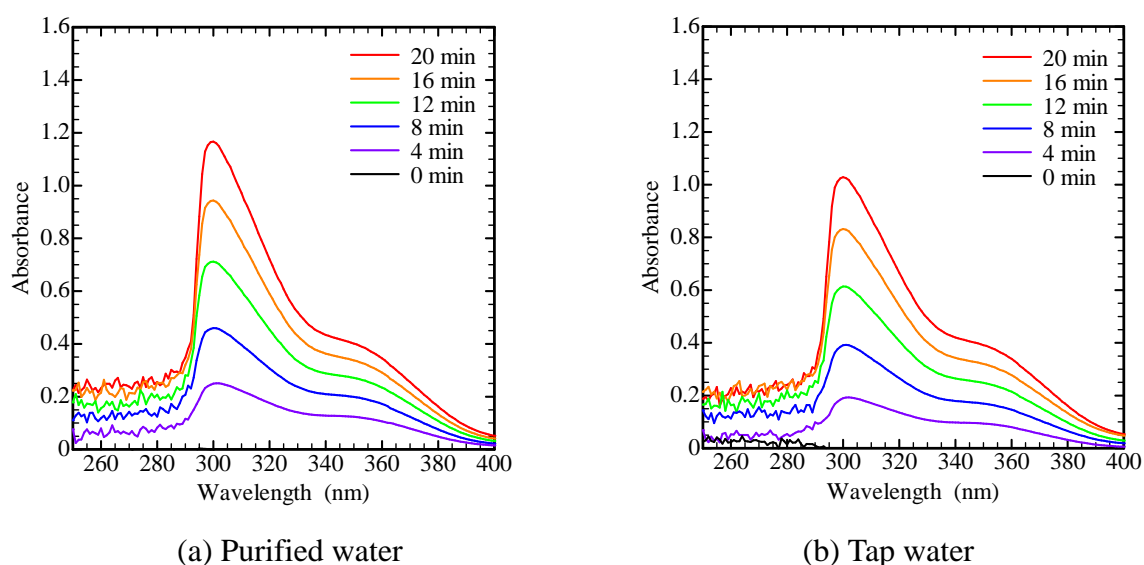 1.6
1.4
1.2
1.0
0.8
0.6
0.4
0.2
0
Absorbance
20 min
16 min
12 min
8 min
4 min
0 min
260 280 300 320 340 360 380 400
Wavelength (nm)
(a) Purified water
1.6
1.4
1.2
1.0
0.8
0.6
0.4
0.2
0
Absorbance
20 min
16 min
12 min
8 min
4 min
0 min
260 280 300 320 340 360 380 400
Wavelength (nm)
(b) Tap water